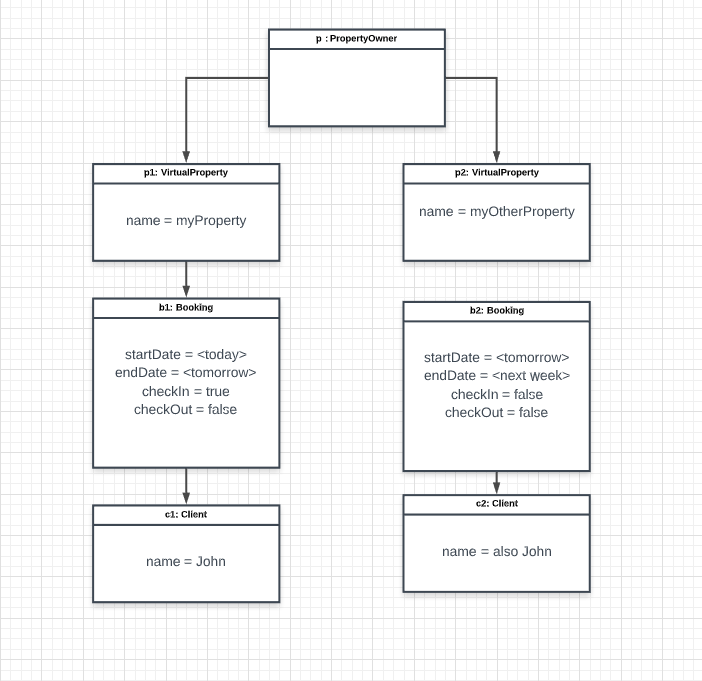 p : PropertyOwner
p1: VirtualProperty
name = myProperty
p2: VirtualProperty
name = myOtherProperty
b1: Booking
startDate = <today>
endDate = <tomorrow>
checkIn = true
checkOut = false
b2: Booking
startDate = <tomorrow>
endDate = <next week>
checkIn = false
checkOut = false
c1: Client
name = John
c2: Client
name = also John